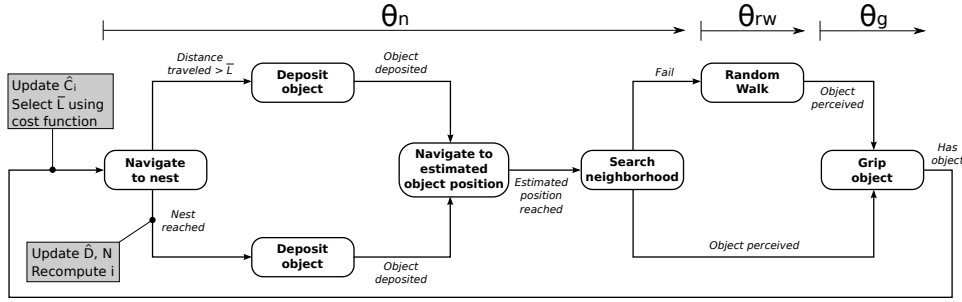 θn
θrw
θg
Update Ĉi
Select L̅ using
cost function
Distance
traveled > L̅
Deposit
object
Object
deposited
Fail
Random
Walk
Object
perceived
Navigate
to nest
Navigate to
estimated
object position
Estimated
position
reached
Search
neighborhood
Grip
object
Has
object
Nest
reached
Update D̂, N
Recompute i
Deposit
object
Object
deposited
Object perceived